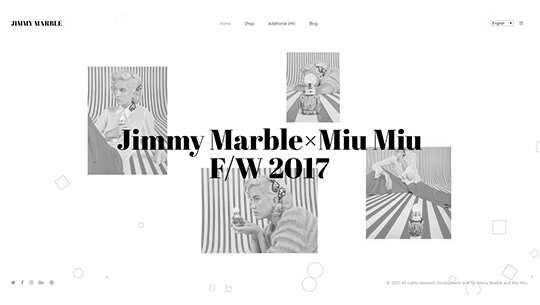 JIMMY MARBLE
Home Shop Additional Info Blog
English
Jimmy Marble×Miu Miu
F/W 2017
© 2017 All rights reserved. Development with by Jimmy Marble and Miu Miu